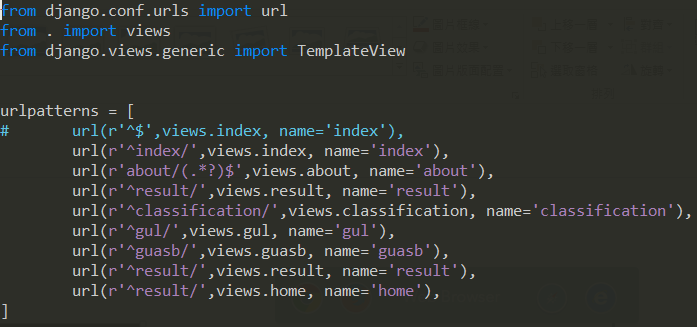 from django.conf.urls import url
from . import views
from django.views.generic import TemplateView
urlpatterns = [
#       url(r'^$',views.index, name='index'),
        url(r'^index/',views.index, name='index'),
        url(r'about/(.*?)$',views.about, name='about'),
        url(r'^result/',views.result, name='result'),
        url(r'^classification/',views.classification, name='classification'),
        url(r'^gul/',views.gul, name='gul'),
        url(r'^guasb/',views.guasb, name='guasb'),
        url(r'^result/',views.result, name='result'),
        url(r'^result/',views.home, name='home'),
]